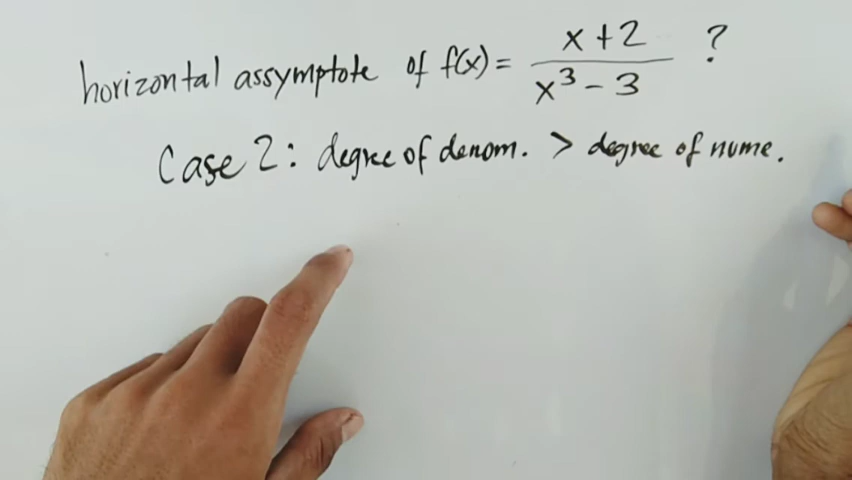 horizontal assymptote of f(x) = x + 2 / x³ - 3 ?
Case 2: degree of denom. > degree of nume.